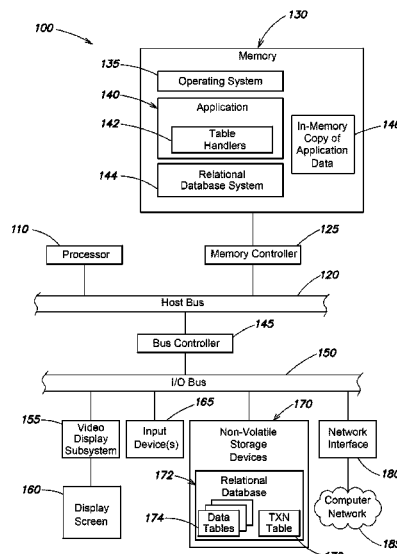 100
130
Memory
135
Operating System
140
Application
142
Table
Handlers
In-Memory
Copy of
Application
Data
144
Relational
Database System
110
Processor
125
Memory Controller
120
Host Bus
Bus Controller
145
150
I/O Bus
155
Video
Display
Subsystem
165
Input
Device(s)
170
Non-Volatile
Storage
Devices
Network
Interface
180
160
Display
Screen
172
Relational
Database
174
Data
Tables
TXN
Table
Computer
Network